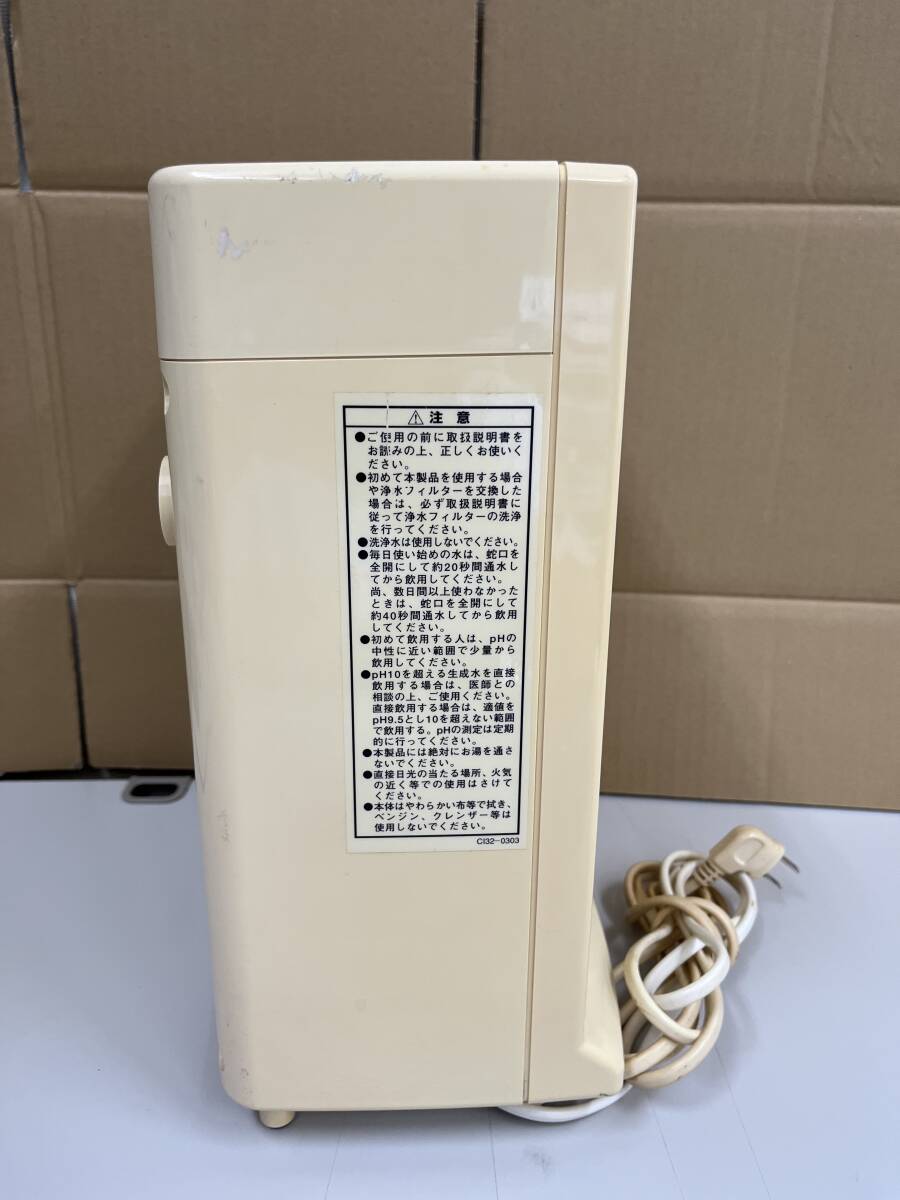 ⚠注意
●ご使用の前に取扱説明書を
お読みの上、正しくお使いく
ださい。
●初めて本製品を使用する場合
や浄水フィルターを交換した
場合は、必ず取扱説明書に
従って浄水フィルターの洗浄
を行ってください。
●洗浄水は使用しないでください。
●毎日使い始めの水は、蛇口を
全開にして約20秒間通水し
てから飲用してください。
尚、数日間以上使わなかった
ときは、蛇口を全開にして
約40秒間通水してから飲用
してください。
●初めて飲用する人は、pHの
中性に近い範囲で少量から
飲用してください。
●pH10を超える生成水を直接
飲用する場合は、医師との
相談の上、ご使用ください。
直接飲用する場合は、適値を
pH9.5とし10を超えない範囲
で飲用する。pHの測定は定期
的に行ってください。
●本製品には絶対にお湯を通さ
ないでください。
●直接日光の当たる場所、火気
の近く等での使用はさけて
ください。
●本体はやわらかい布等で拭き、
ベンジン、クレンザー等は
使用しないでください。
CI32-0303